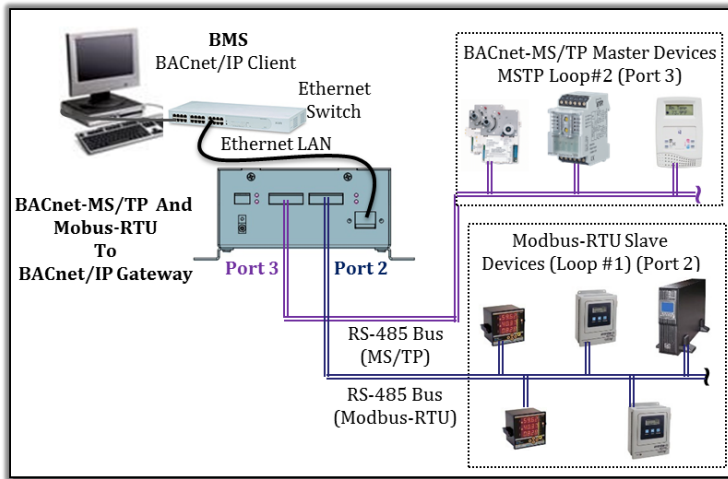 BMS
BACnet/IP Client
Ethernet
Switch
Ethernet LAN
BACnet-MS/TP And
Mobus-RTU
To
BACnet/IP Gateway
Port 3
Port 2
BACnet-MS/TP Master Devices
MSTP Loop#2 (Port 3)
Modbus-RTU Slave
Devices (Loop #1) (Port 2)
RS-485 Bus
(MS/TP)
RS-485 Bus
(Modbus-RTU)